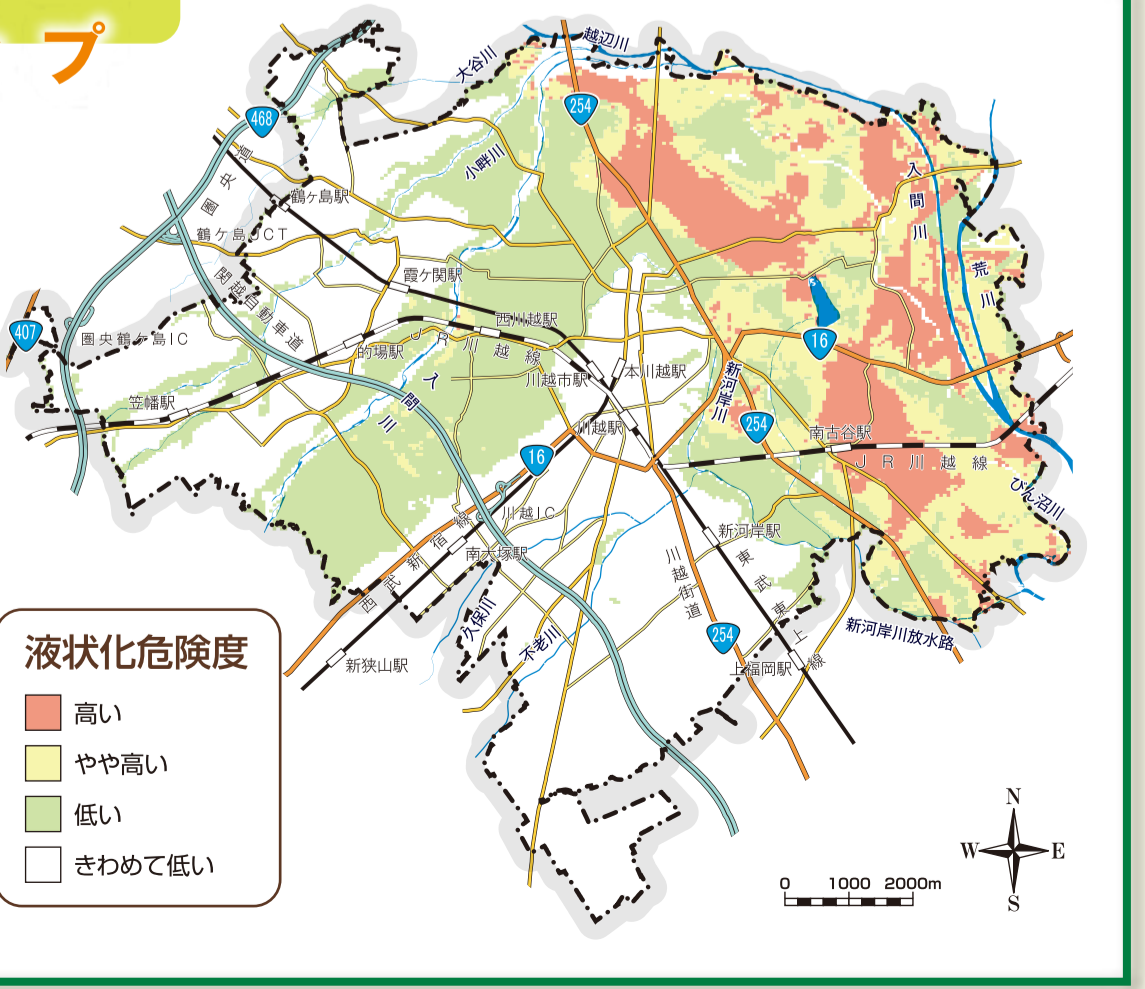 プ
越辺川
大谷川
254
468
小畔川
圏央道
入間川
鶴ヶ島駅
鶴ヶ島JCT
荒川
霞ヶ関駅
関越自動車道
407
圏央鶴ヶ島IC
西川越駅
JR川越線
16
的場駅
本川越駅
川越市駅
新河岸川
入間川
笠幡駅
254
川越駅
南古谷駅
16
JR川越線
びん沼川
川越IC
新河岸駅
西武新宿線
南大塚駅
川越街道
東武東上線
久保川
不老川
254
新河岸川放水路
新狭山駅
上福岡駅
液状化危険度
高い
やや高い
低い
きわめて低い
N
W
E
S
0 1000 2000m